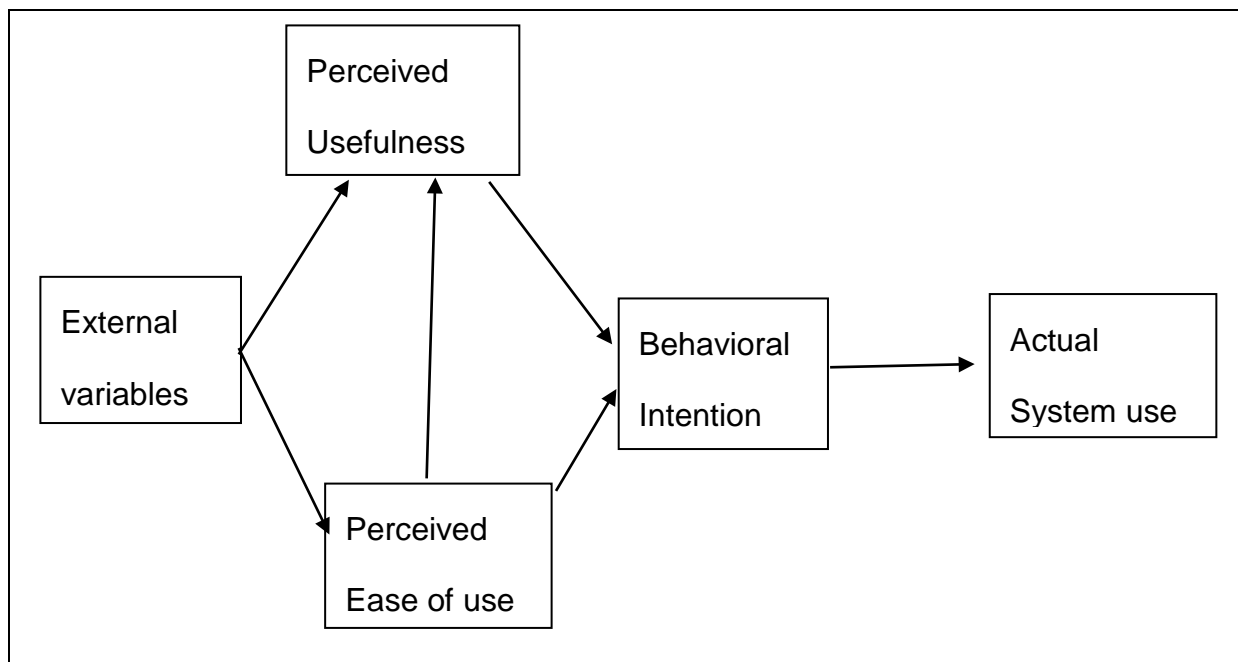 Perceived
Usefulness
External
variables
Behavioral
Intention
Actual
System use
Perceived
Ease of use